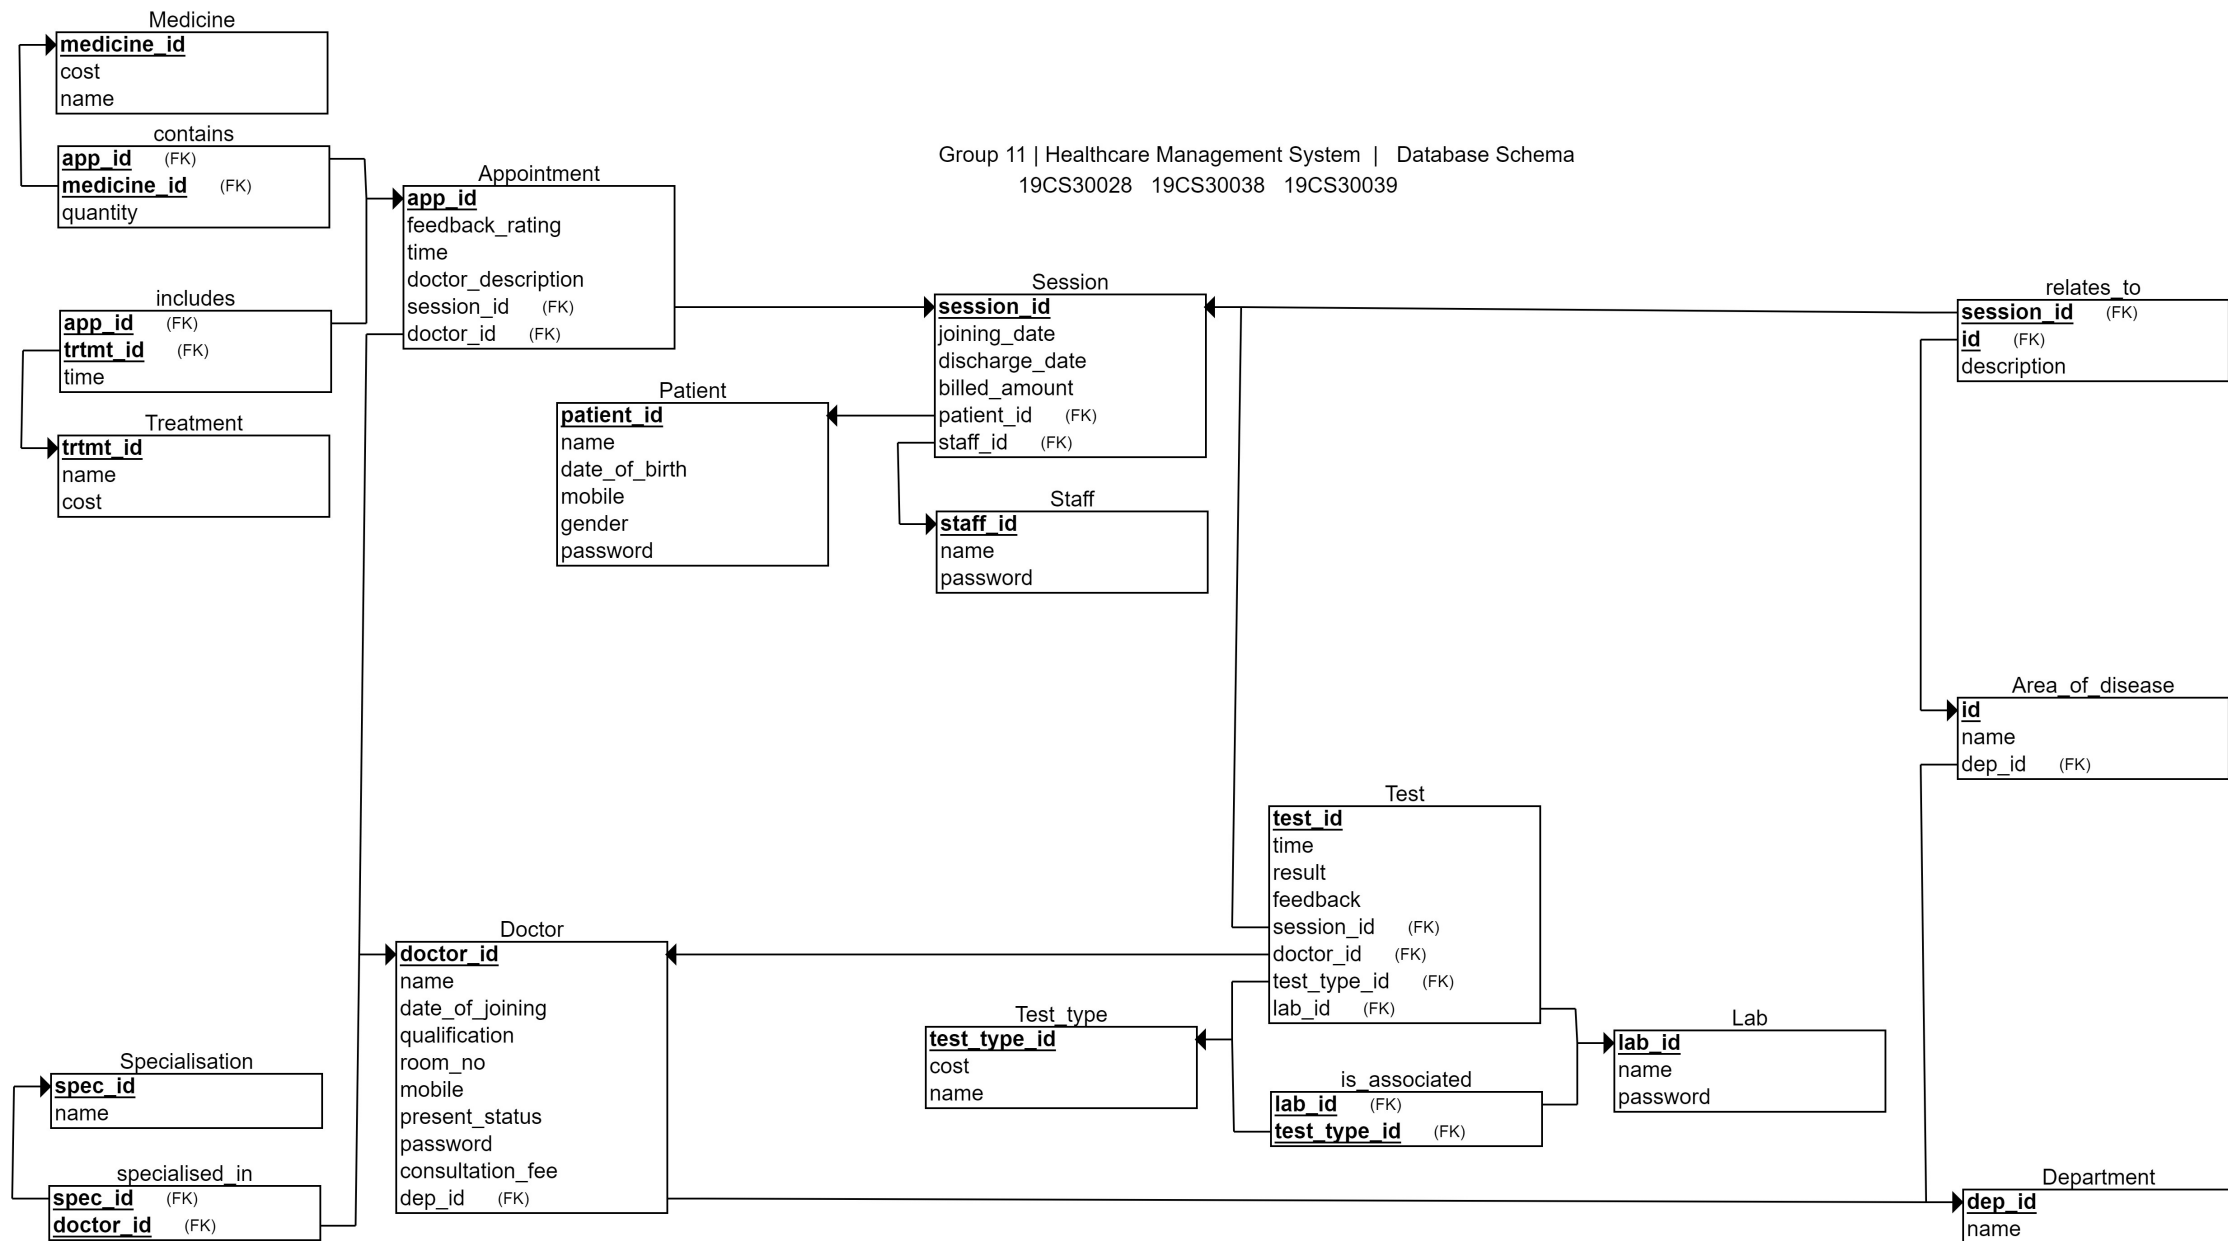 Medicine
medicine_id
cost
name
contains
app_id (FK)
medicine_id (FK)
quantity
includes
app_id (FK)
trtmt_id (FK)
time
Treatment
trtmt_id
name
cost
Appointment
app_id
feedback_rating
time
doctor_description
session_id (FK)
doctor_id (FK)
Group 11 | Healthcare Management System | Database Schema
19CS30028 19CS30038 19CS30039
Session
session_id
joining_date
discharge_date
billed_amount
patient_id (FK)
staff_id (FK)
Patient
patient_id
name
date_of_birth
mobile
gender
password
Staff
staff_id
name
password
relates_to
session_id (FK)
id (FK)
description
Area_of_disease
id
name
dep_id (FK)
Test
test_id
time
result
feedback
session_id (FK)
doctor_id (FK)
test_type_id (FK)
lab_id (FK)
Doctor
doctor_id
name
date_of_joining
qualification
room_no
mobile
present_status
password
consultation_fee
dep_id (FK)
Test_type
test_type_id
cost
name
is_associated
lab_id (FK)
test_type_id (FK)
Lab
lab_id
name
password
Specialisation
spec_id
name
specialised_in
spec_id (FK)
doctor_id (FK)
Department
dep_id
name